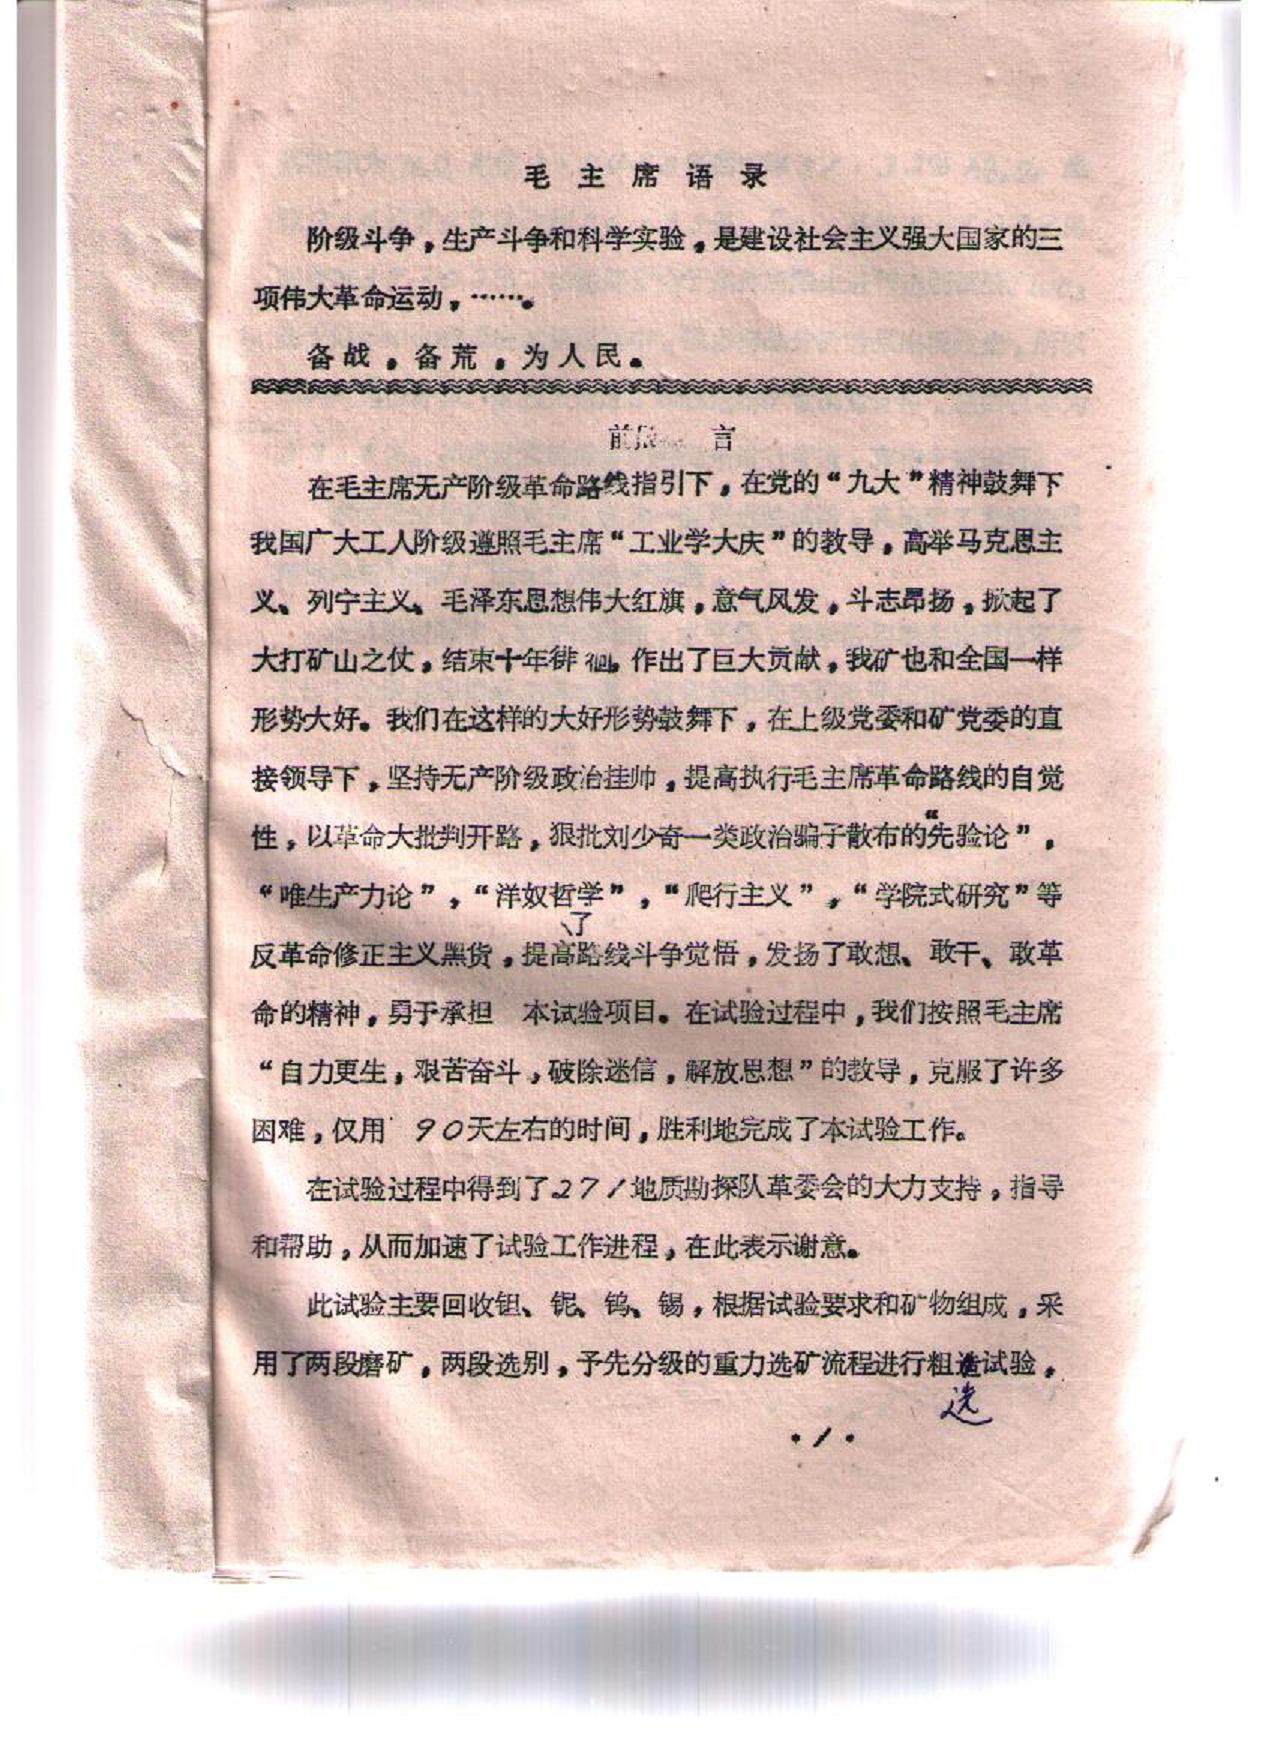 毛主席语录
阶级斗争，生产斗争和科学实验，是建设社会主义强大国家的三
项伟大革命运动，……。
备战，备荒，为人民。
前 言
在毛主席无产阶级革命路线指引下，在党的“九大”精神鼓舞下
我国广大工人阶级遵照毛主席“工业学大庆”的教导，高举马克思主
义、列宁主义、毛泽东思想伟大红旗，意气风发，斗志昂扬，掀起了
大打矿山之仗，结束十年徘徊，作出了巨大贡献，我矿也和全国一样
形势大好。我们在这样的大好形势鼓舞下，在上级党委和矿党委的直
接领导下，坚持无产阶级政治挂帅，提高执行毛主席革命路线的自觉
性，以革命大批判开路，狠批刘少奇一类政治骗子散布的“先验论”，
“唯生产力论”，“洋奴哲学”，“爬行主义”，“学院式研究”等
反革命修正主义黑货，提高了路线斗争觉悟，发扬了敢想、敢干、敢革
命的精神，勇于承担 本试验项目。在试验过程中，我们按照毛主席
“自力更生，艰苦奋斗，破除迷信，解放思想”的教导，克服了许多
困难，仅用 90天左右的时间，胜利地完成了本试验工作。
在试验过程中得到了271地质勘探队革委会的大力支持，指导
和帮助，从而加速了试验工作进程，在此表示谢意。
此试验主要回收钽、铌、钨、锡，根据试验要求和矿物组成，采
用了两段磨矿，两段选别，予先分级的重力选矿流程进行粗造试验，
选
·1·